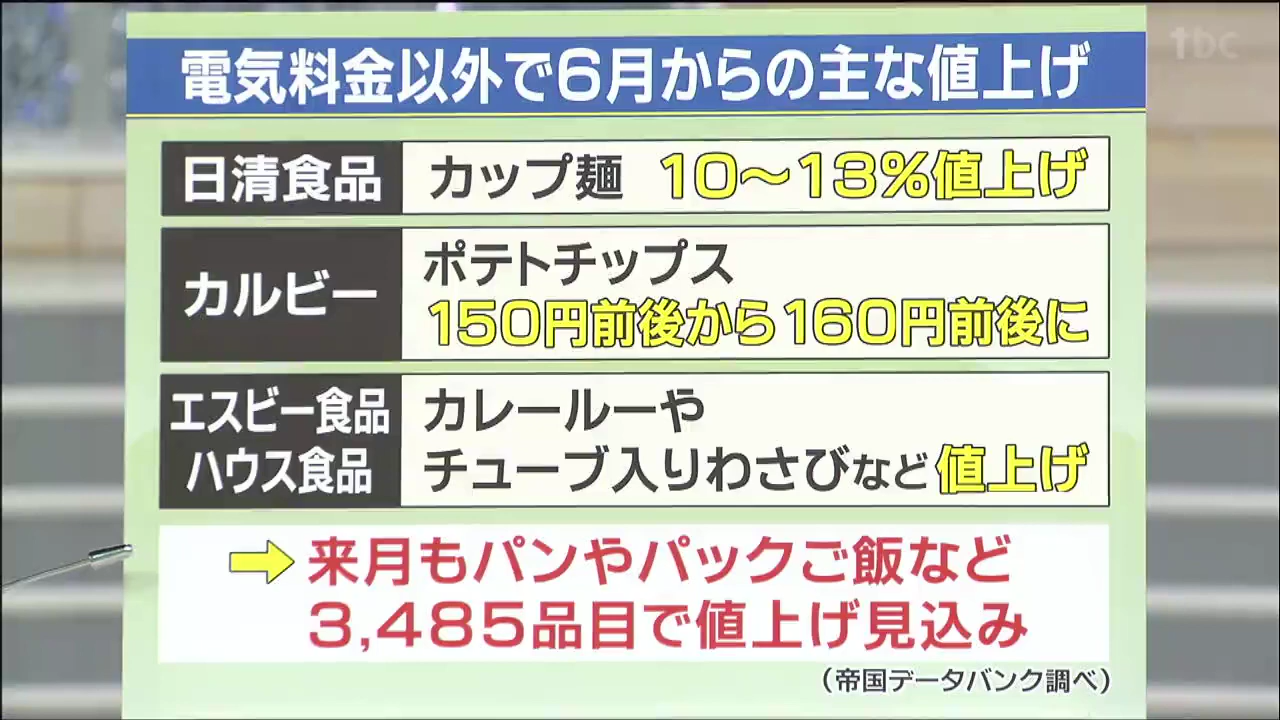 tbc
電気料金以外で6月からの主な値上げ
日清食品
カップ麺 10～13%値上げ
カルビー
ポテトチップス
150円前後から160円前後に
エスビー食品
ハウス食品
カレールーや
チューブ入りわさびなど値上げ
来月もパンやパックご飯など
3,485品目で値上げ見込み
（帝国データバンク調べ）